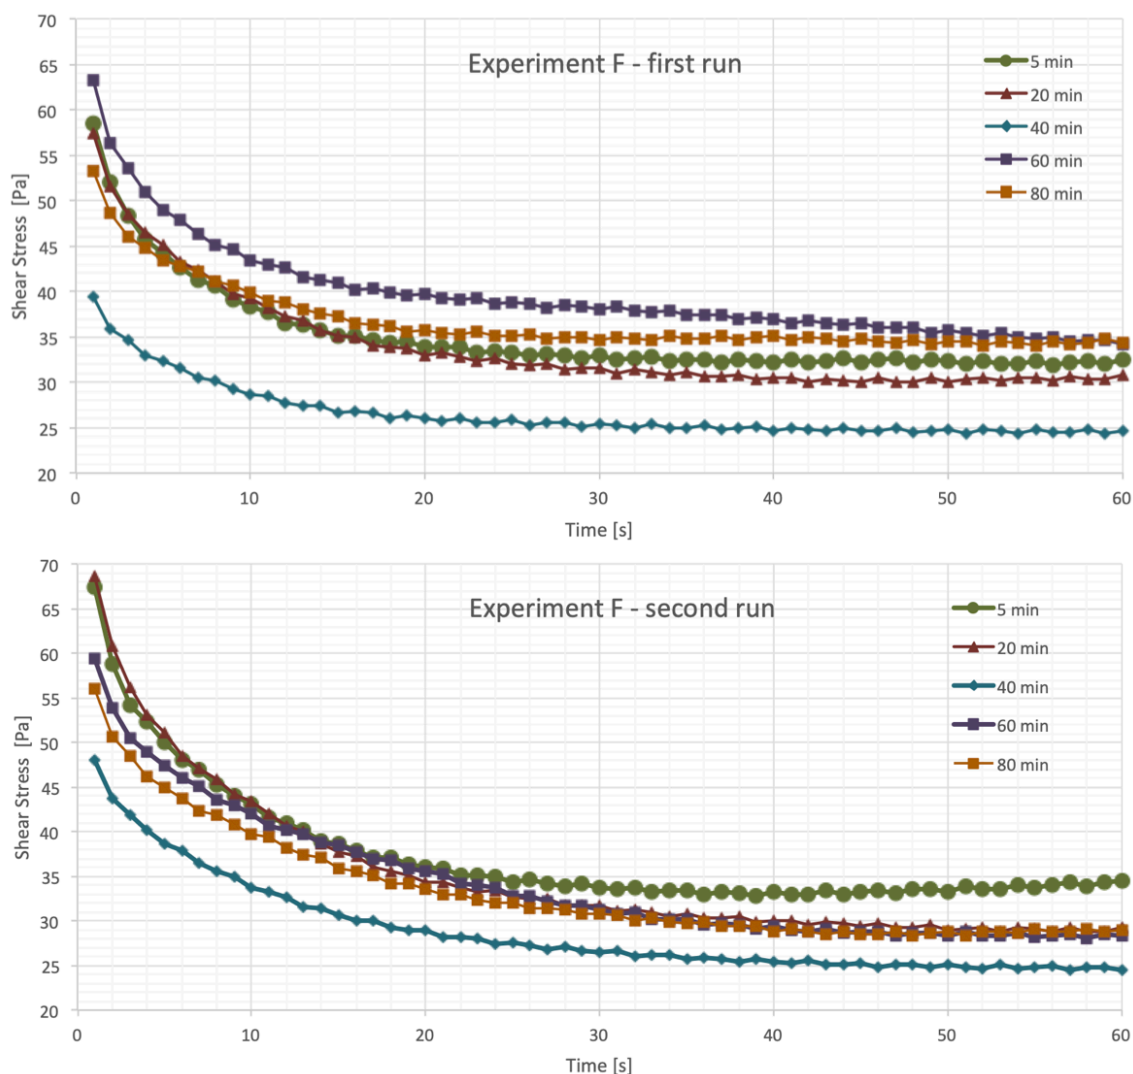 70
65
60
55
50
45
40
35
30
25
20
Shear Stress [Pa]
Experiment F - first run
5 min
20 min
40 min
60 min
80 min
0 10 20 30 40 50 60
Time [s]
70
65
60
55
50
45
40
35
30
25
20
Shear Stress [Pa]
Experiment F - second run
5 min
20 min
40 min
60 min
80 min
0 10 20 30 40 50 60
Time [s]